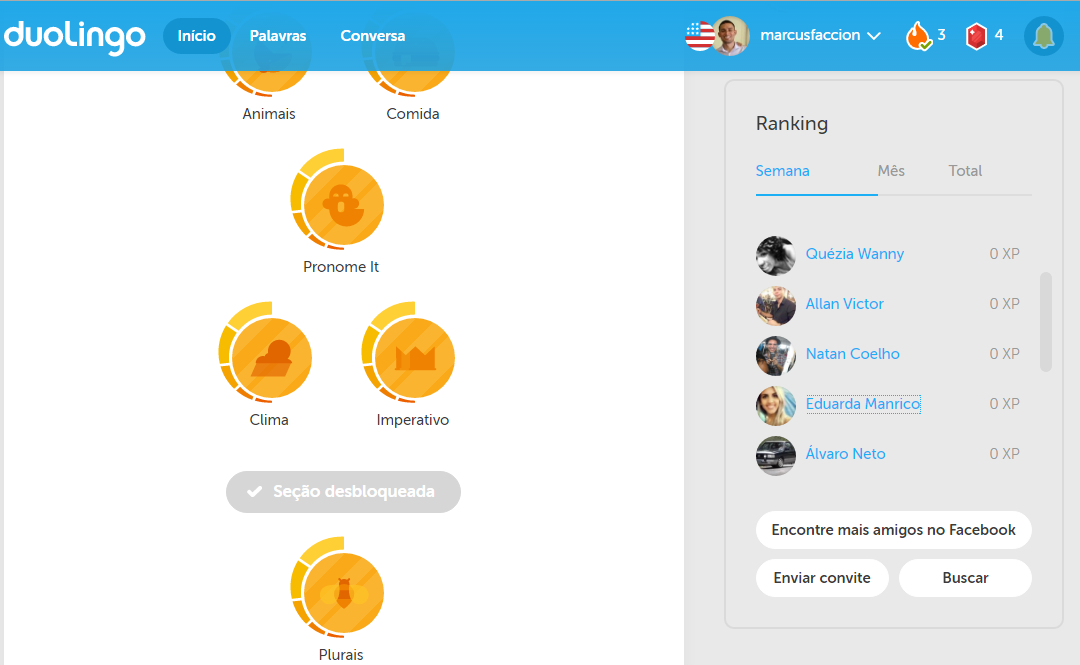 duolingo Início Palavras Conversa marcusfaccion 3 4
Animais Comida
Pronome It
Clima Imperativo
Seção desbloqueada
Plurais
Ranking
Semana Mês Total
Quézia Wanny 0 XP
Allan Victor 0 XP
Natan Coelho 0 XP
Eduarda Manrico 0 XP
Álvaro Neto 0 XP
Encontre mais amigos no Facebook
Enviar convite Buscar